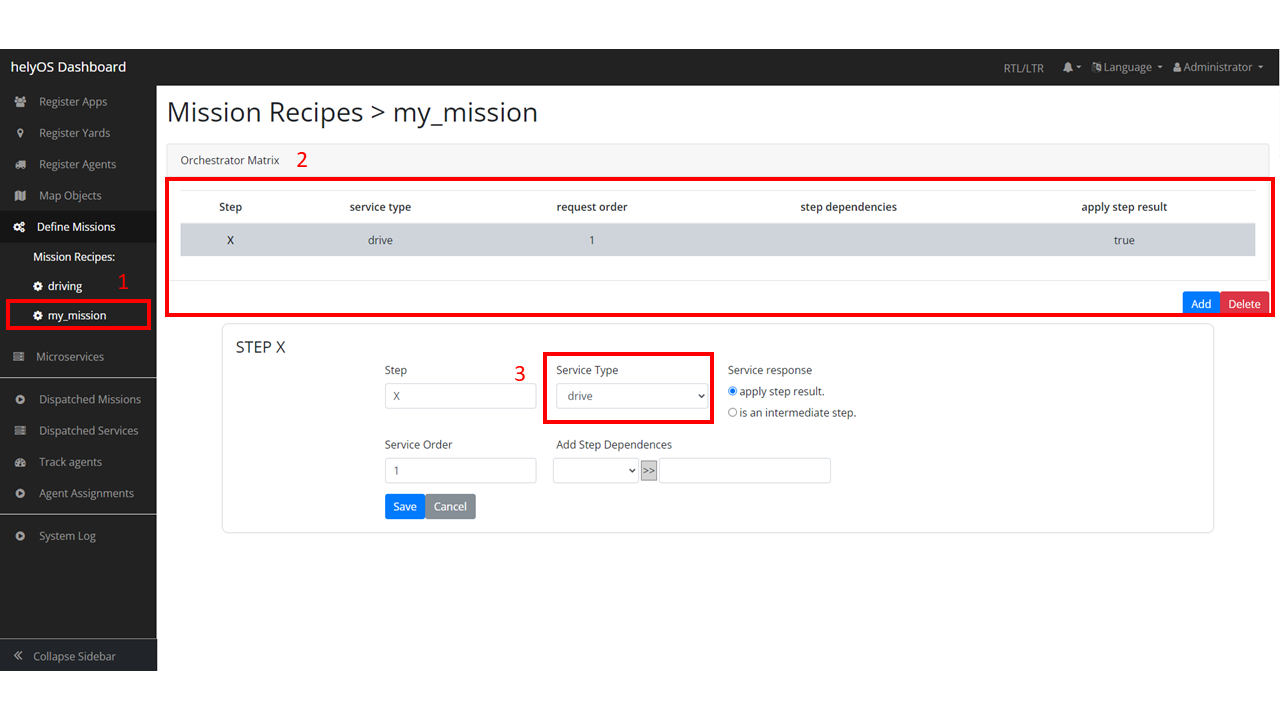 helyOS Dashboard
RTL/LTR
Language
Administrator
Register Apps
Register Yards
Register Agents
Map Objects
Define Missions
Mission Recipes:
driving
1
my_mission
Microservices
Dispatched Missions
Dispatched Services
Track agents
Agent Assignments
System Log
Collapse Sidebar
Mission Recipes > my_mission
Orchestrator Matrix 2
Step service type request order step dependencies apply step result
X drive 1 true
Add Delete
STEP X
Step 3 Service Type Service response
X drive apply step result.
is an intermediate step.
Service Order Add Step Dependences
1 >>
Save Cancel